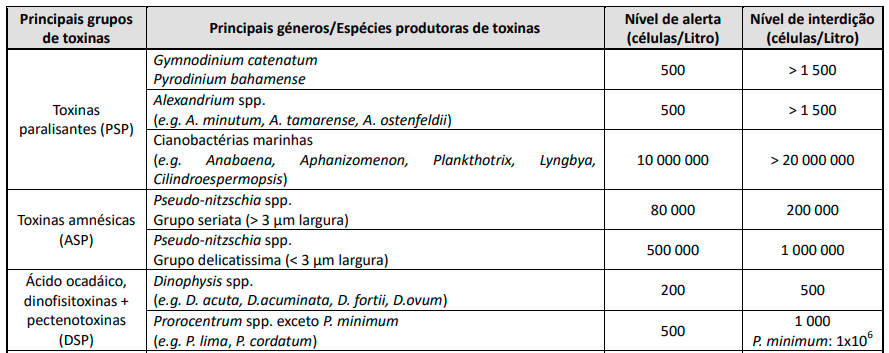 Principais grupos de toxinas | Principais géneros/Espécies produtoras de toxinas | Nível de alerta (células/Litro) | Nível de interdição (células/Litro)
Toxinas paralisantes (PSP)
Gymnodinium catenatum
Pyrodinium bahamense
500 | > 1 500
Alexandrium spp.
(e.g. A. minutum, A. tamarense, A. ostenfeldii)
500 | > 1 500
Cianobactérias marinhas
(e.g. Anabaena, Aphanizomenon, Plankthotrix, Lyngbya,
Cilindroespermopsis)
10 000 000 | > 20 000 000
Toxinas amnésicas (ASP)
Pseudo-nitzschia spp.
Grupo seriata (> 3 µm largura)
80 000 | 200 000
Pseudo-nitzschia spp.
Grupo delicatissima (< 3 µm largura)
500 000 | 1 000 000
Ácido ocadáico, dinofisitoxinas + pectenotoxinas (DSP)
Dinophysis spp.
(e.g. D. acuta, D.acuminata, D. fortii, D.ovum)
200 | 500
Prorocentrum spp. exceto P. minimum
(e.g. P. lima, P. cordatum)
500 | 1 000
P. minimum: 1x10⁶